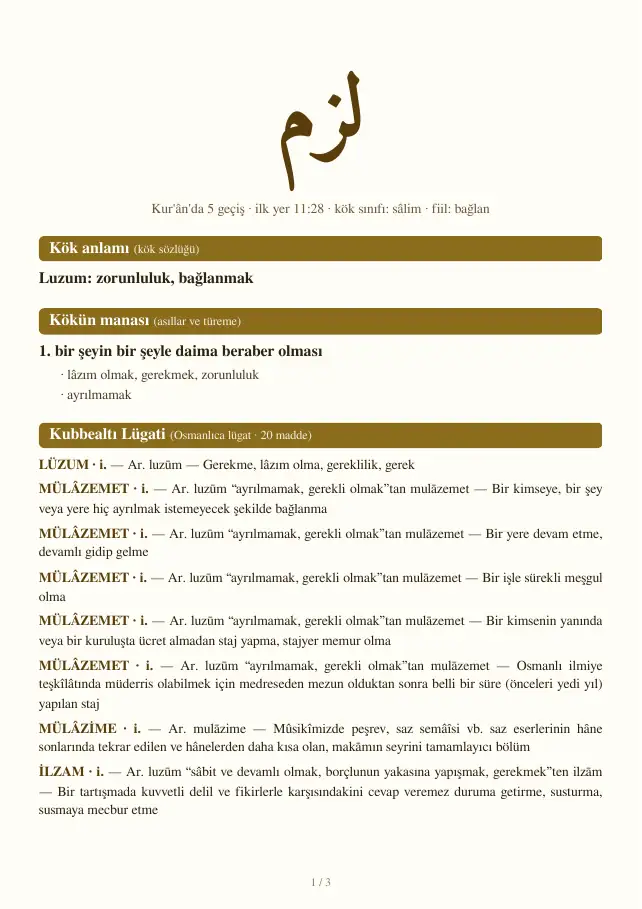 لزم
Kur'ân'da 5 geçiş · ilk yer 11:28 · kök sınıfı: sâlim · fiil: bağlan
Kök anlamı (kök sözlüğü)
Luzum: zorunluluk, bağlanmak
Kökün manası (asıllar ve türeme)
1. bir şeyin bir şeyle daima beraber olması
· lâzım olmak, gerekmek, zorunluluk
· ayrılmamak
Kubbealtı Lügati (Osmanlıca lügat · 20 madde)
LÜZUM · i. — Ar. luzūm — Gerekme, lâzım olma, gereklilik, gerek
MÜLÂZEMET · i. — Ar. luzūm “ayrılmamak, gerekli olmak”tan mulāzemet — Bir kimseye, bir şey
veya yere hiç ayrılmak istemeyecek şekilde bağlanma
MÜLÂZEMET · i. — Ar. luzūm “ayrılmamak, gerekli olmak”tan mulāzemet — Bir yere devam etme,
devamlı gidip gelme
MÜLÂZEMET · i. — Ar. luzūm “ayrılmamak, gerekli olmak”tan mulāzemet — Bir işle sürekli meşgul
olma
MÜLÂZEMET · i. — Ar. luzūm “ayrılmamak, gerekli olmak”tan mulāzemet — Bir kimsenin yanında
veya bir kuruluşta ücret almadan staj yapma, stajyer memur olma
MÜLÂZEMET · i. — Ar. luzūm “ayrılmamak, gerekli olmak”tan mulāzemet — Osmanlı ilmiye
teşkîlâtında müderris olabilmek için medreseden mezun olduktan sonra belli bir süre (önceleri yedi yıl)
yapılan staj
MÜLÂZİME · i. — Ar. mulāzime — Mûsikîmizde peşrev, saz semâîsi vb. saz eserlerinin hâne
sonlarında tekrar edilen ve hânelerden daha kısa olan, makāmın seyrini tamamlayıcı bölüm
İLZAM · i. — Ar. luzūm “sâbit ve devamlı olmak, borçlunun yakasına yapışmak, gerekmek”ten ilzām
— Bir tartışmada kuvvetli delil ve fikirlerle karşısındakini cevap veremez duruma getirme, susturma,
susmaya mecbur etme
1 / 3